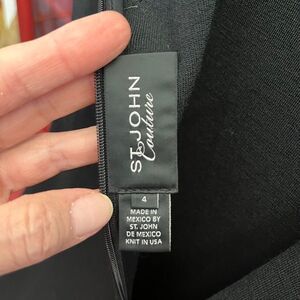 ST. JOHN
Couture
4
MADE IN
MEXICO BY
ST. JOHN
DE MEXICO
KNIT IN USA